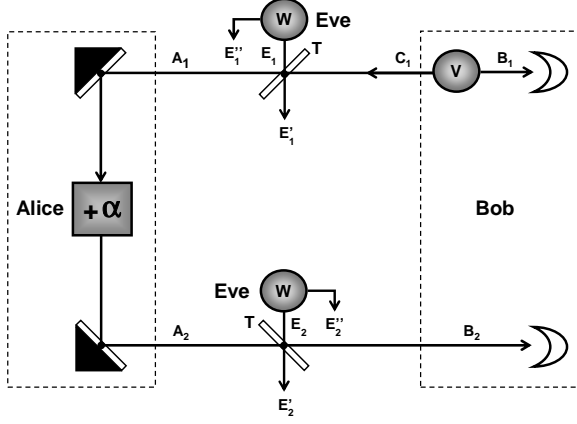 W Eve
E₁'' E₁ T
A₁ C₁ V B₁
E₁'
Alice +α Bob
Eve W
T E₂ E₂''
A₂ B₂
E₂'